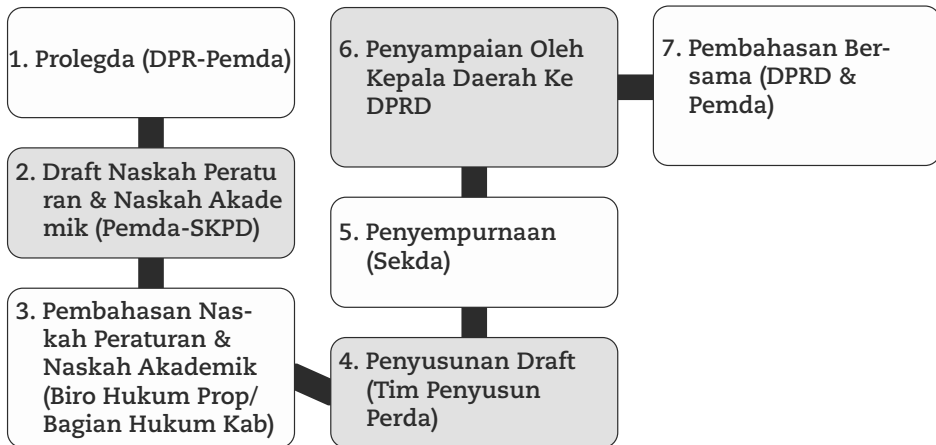 1. Prolegda (DPR-Pemda)
2. Draft Naskah Peratu
ran & Naskah Akade
mik (Pemda-SKPD)
3. Pembahasan Nas-
kah Peraturan &
Naskah Akademik
(Biro Hukum Prop/
Bagian Hukum Kab)
4. Penyusunan Draft
(Tim Penyusun
Perda)
5. Penyempurnaan
(Sekda)
6. Penyampaian Oleh
Kepala Daerah Ke
DPRD
7. Pembahasan Ber-
sama (DPRD &
Pemda)